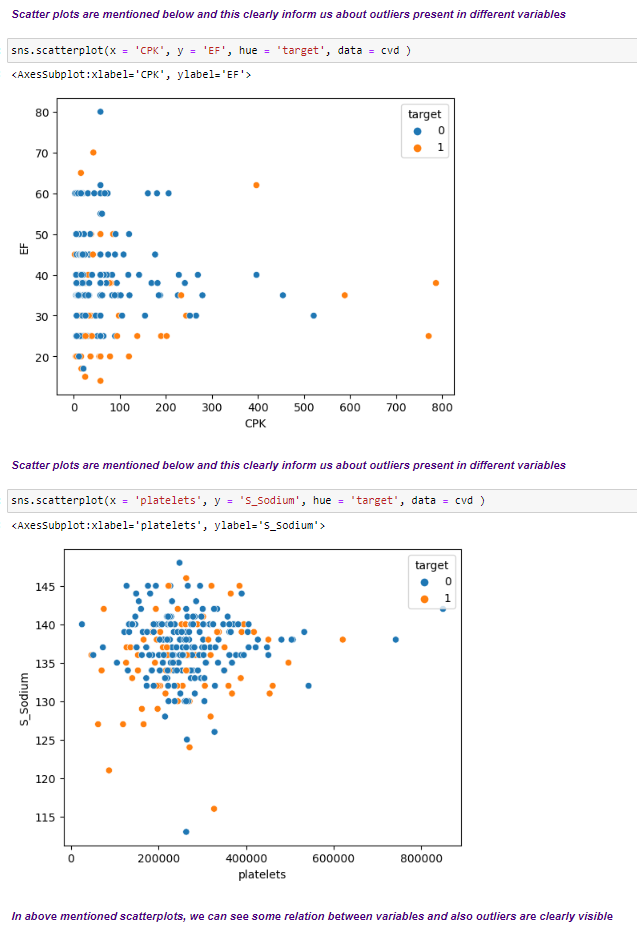 Scatter plots are mentioned below and this clearly inform us about outliers present in different variables
sns.scatterplot(x = 'CPK', y = 'EF', hue = 'target', data = cvd )
<AxesSubplot:xlabel='CPK', ylabel='EF'>
target
0
1
80
70
60
50
40
30
20
EF
0 100 200 300 400 500 600 700 800
CPK
Scatter plots are mentioned below and this clearly inform us about outliers present in different variables
sns.scatterplot(x = 'platelets', y = 'S_Sodium', hue = 'target', data = cvd )
<AxesSubplot:xlabel='platelets', ylabel='S_Sodium'>
target
0
1
145
140
135
130
125
120
115
S_Sodium
0 200000 400000 600000 800000
platelets
In above mentioned scatterplots, we can see some relation between variables and also outliers are clearly visible